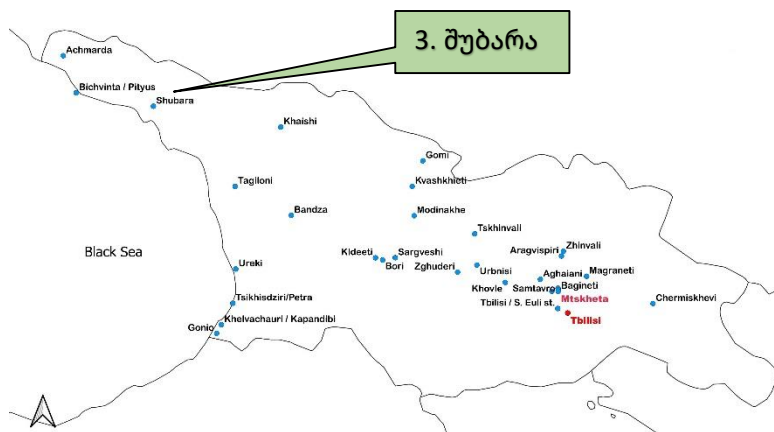 3. შუბარა
Achmarda
Bichvinta / Pityus
Shubara
Khaishi
Gomi
Tagiloni
Kvashkhieti
Bandza
Modinakhe
Tskhinvali
Zhinvali
Aragvispiri
Black Sea
Kldeeti
Sargveshi
Bori
Zghuderi
Urbnisi
Aghaiani
Magraneti
Ureki
Khovle
Samtavro
Bagineti
Mtskheta
Tsikhisdziri/Petra
Tbilisi / S. Euli st.
Chermiskhevi
Khelvachauri / Kapandibi
Tbilisi
Gonio